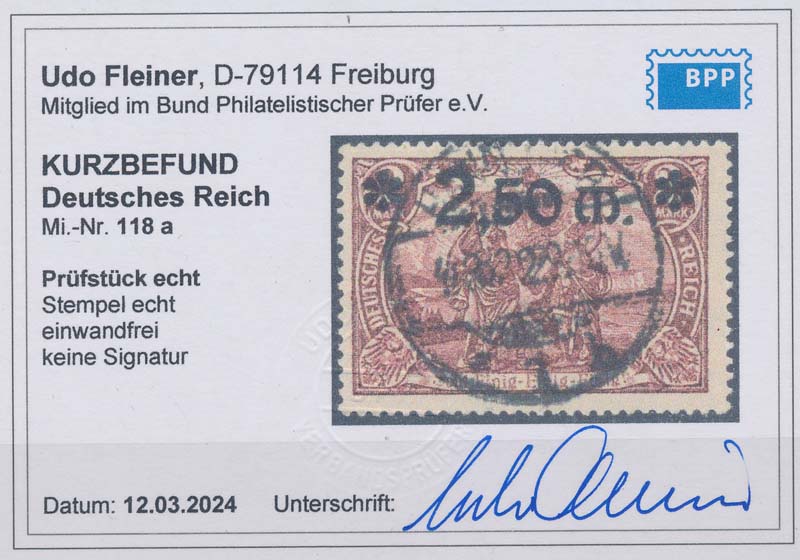 Udo Fleiner, D-79114 Freiburg
Mitglied im Bund Philatelistischer Prüfer e.V.
BPP
KURZBEFUND
Deutsches Reich
Mi.-Nr. 118 a
Prüfstück echt
Stempel echt
einwandfrei
keine Signatur
2,50 m.
MARK
DEUTSCHES
REICH
Datum: 12.03.2024
Unterschrift: